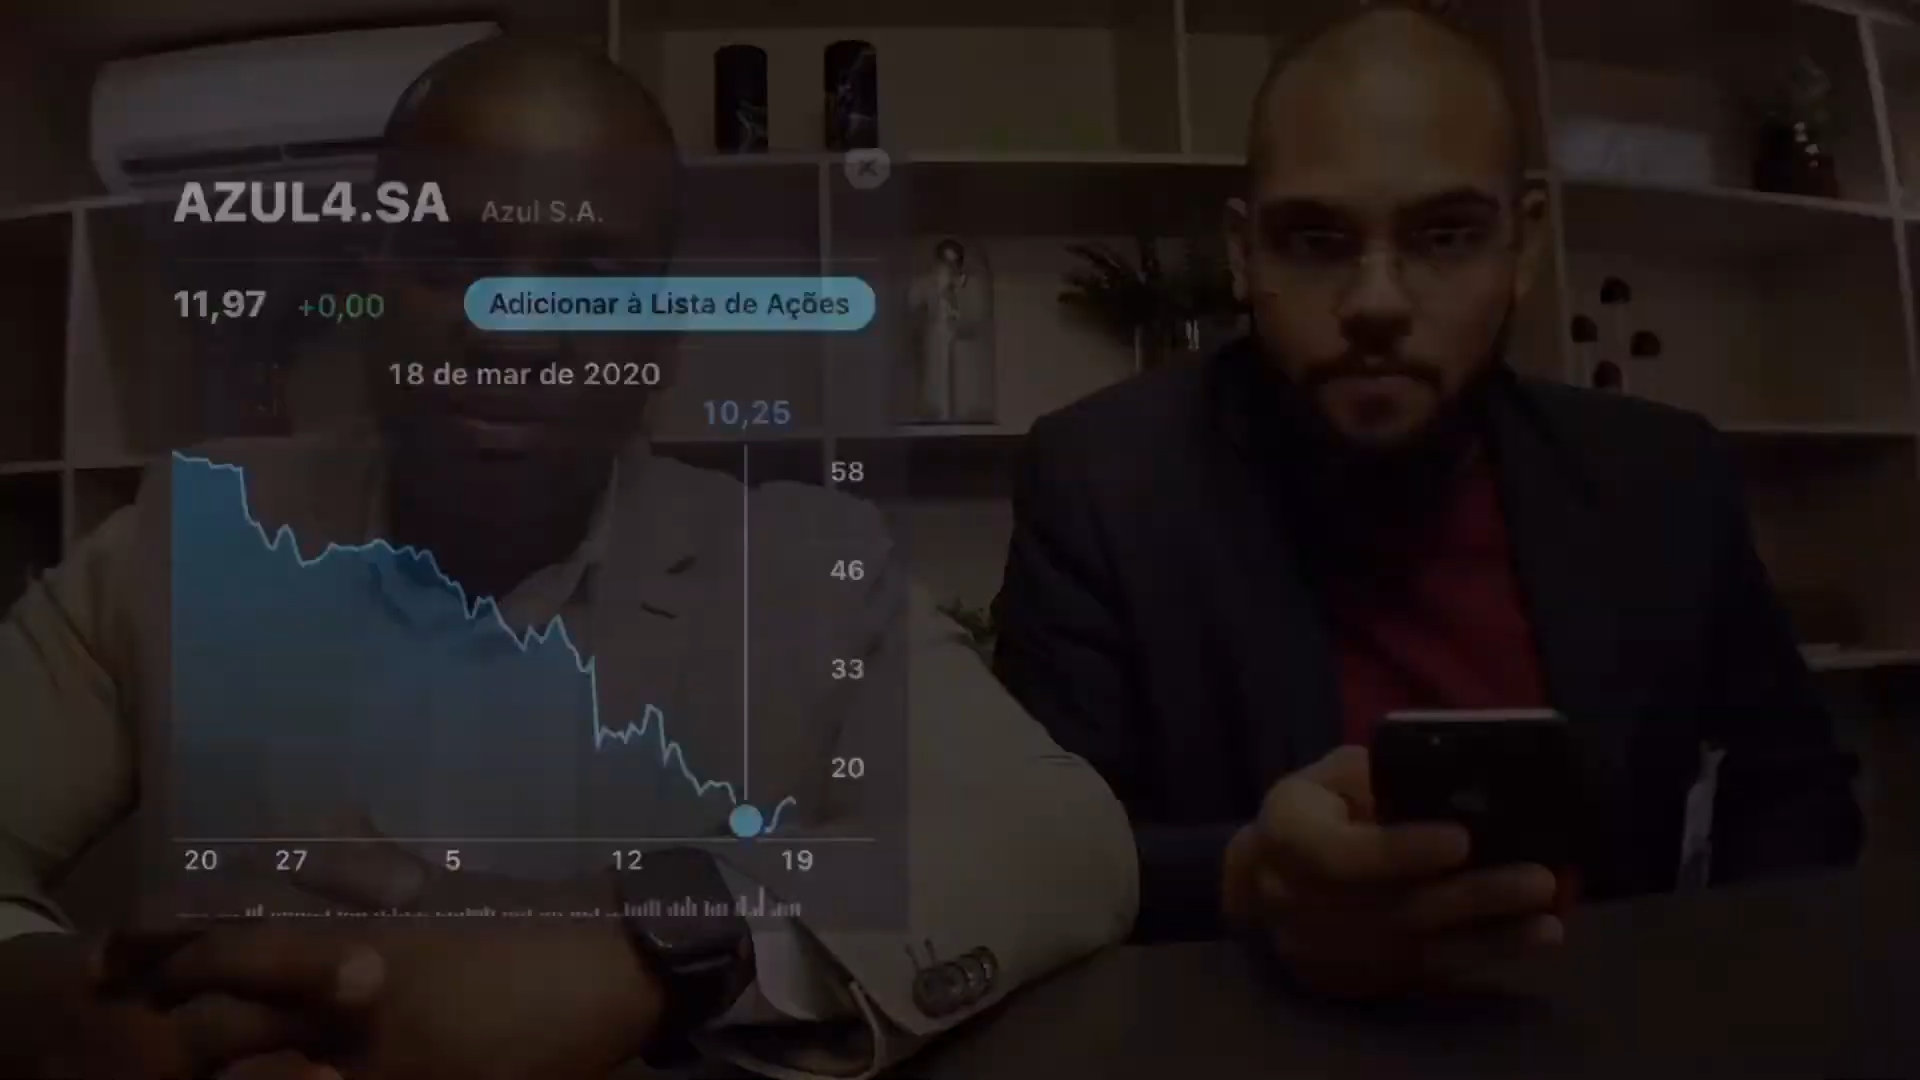 AZUL4.SA Azul S.A.
11,97 +0,00 Adicionar à Lista de Ações
18 de mar de 2020
10,25
58
46
33
20
20 27 5 12 19